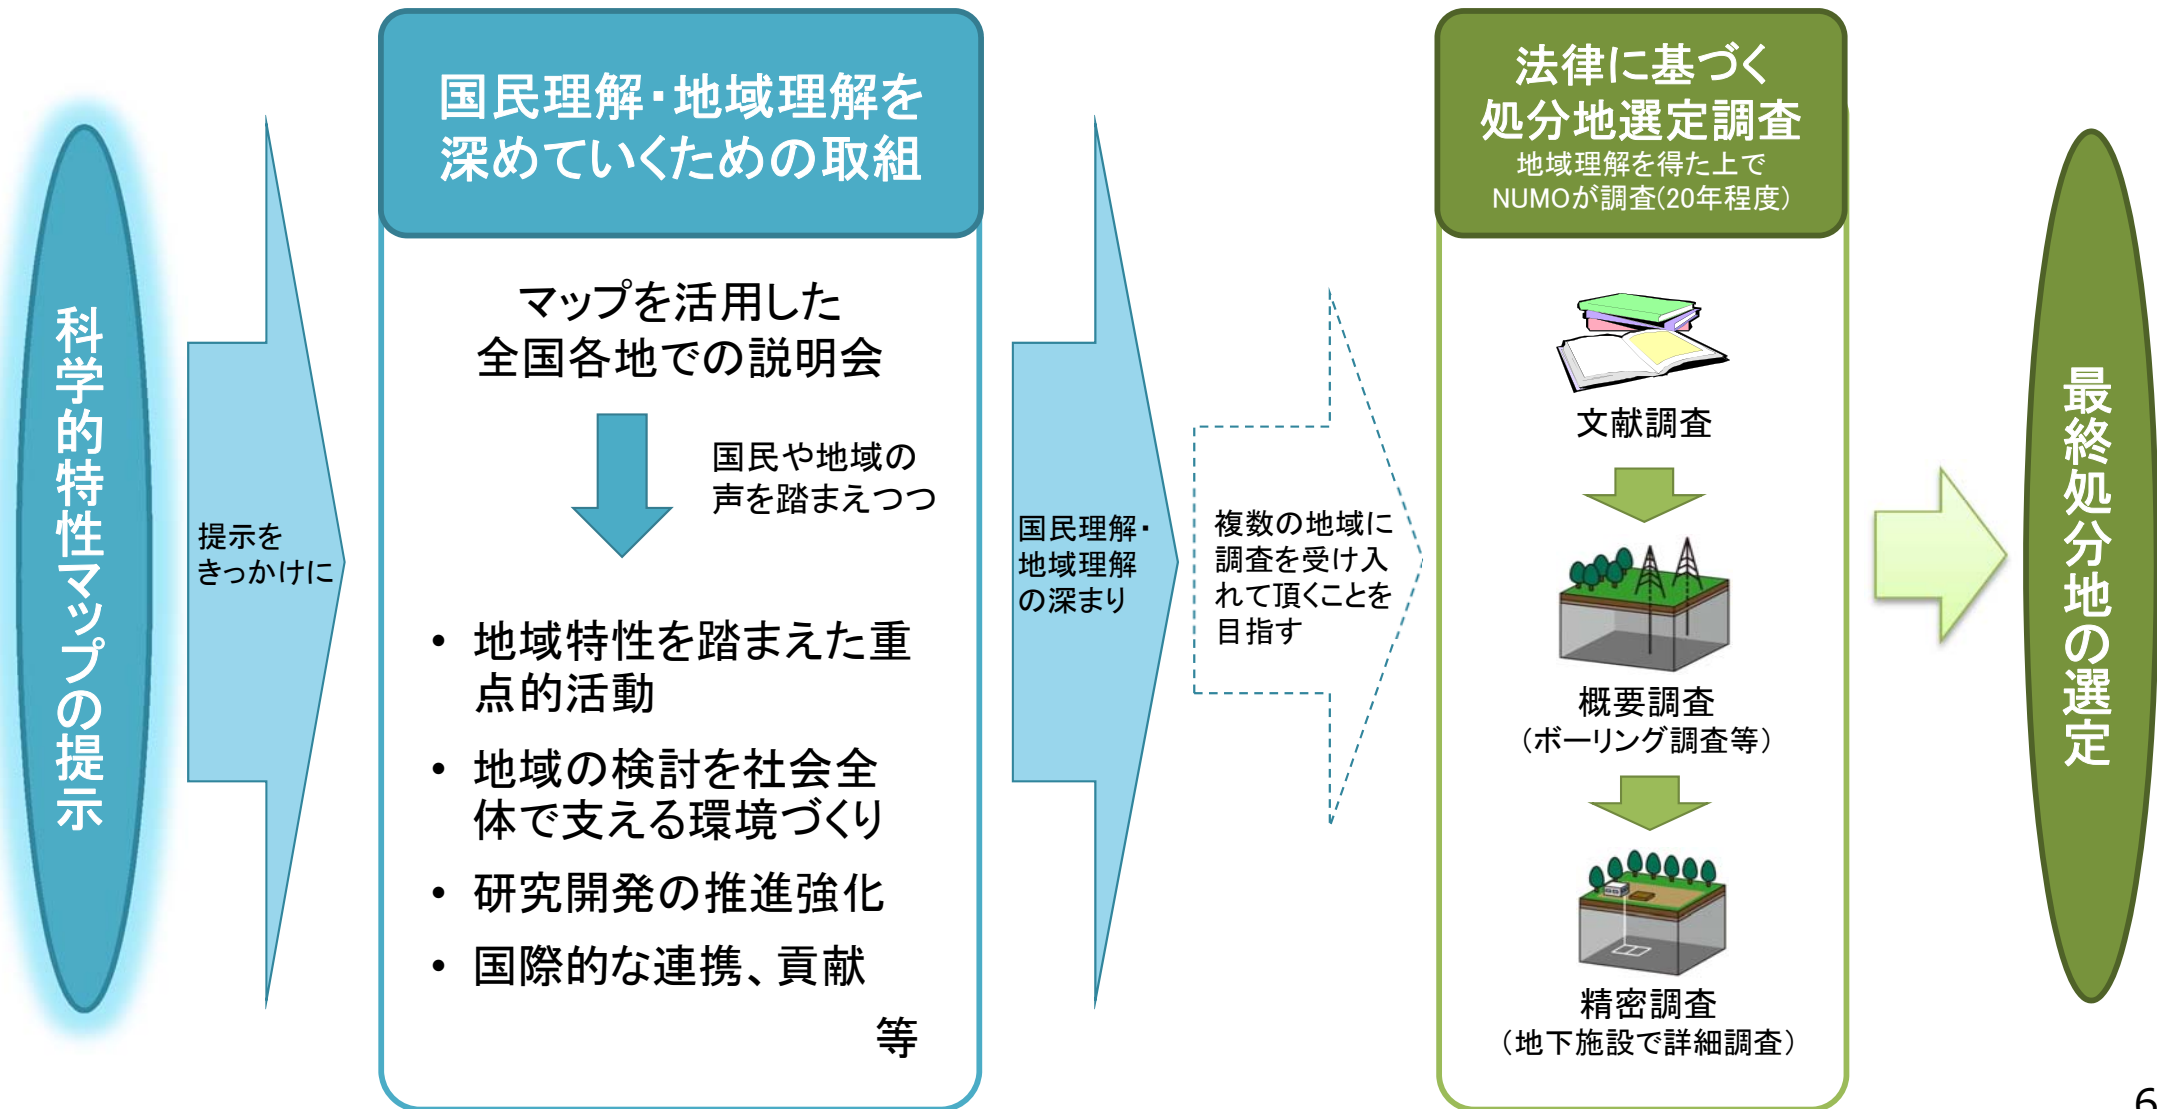 科学的特性マップの提示
提示を
きっかけに
国民理解・地域理解を
深めていくための取組
マップを活用した
全国各地での説明会
国民や地域の
声を踏まえつつ
• 地域特性を踏まえた重
点的活動
• 地域の検討を社会全
体で支える環境づくり
• 研究開発の推進強化
• 国際的な連携、貢献
等
国民理解・
地域理解
の深まり
複数の地域に
調査を受け入
れて頂くことを
目指す
法律に基づく
処分地選定調査
地域理解を得た上で
NUMOが調査(20年程度)
文献調査
概要調査
（ボーリング調査等）
精密調査
（地下施設で詳細調査）
最終処分地の選定
6